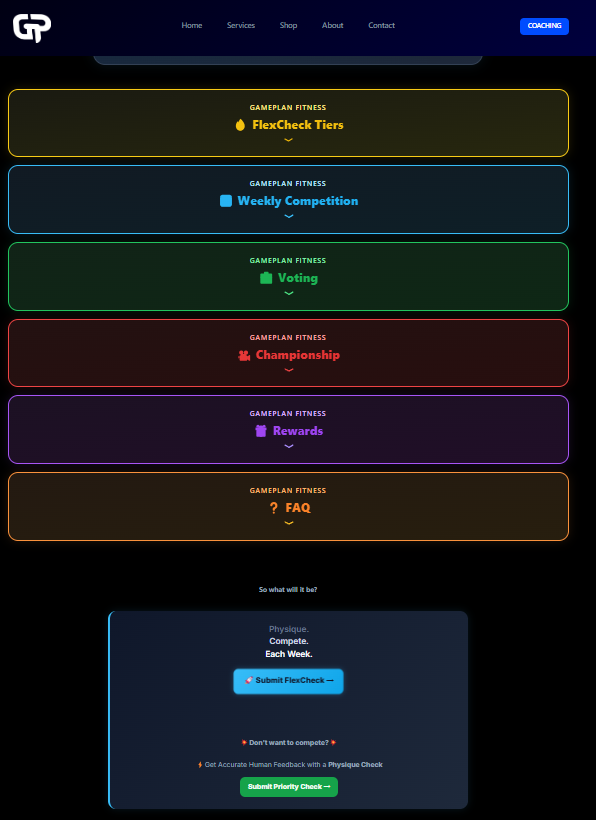 GP
Home Services Shop About Contact COACHING
GAMEPLAN FITNESS
FlexCheck Tiers
GAMEPLAN FITNESS
Weekly Competition
GAMEPLAN FITNESS
Voting
GAMEPLAN FITNESS
Championship
GAMEPLAN FITNESS
Rewards
GAMEPLAN FITNESS
? FAQ
So what will it be?
Physique.
Compete.
Each Week.
🚀 Submit FlexCheck →
💥 Don't want to compete? 💥
⚡ Get Accurate Human Feedback with a Physique Check
Submit Priority Check →